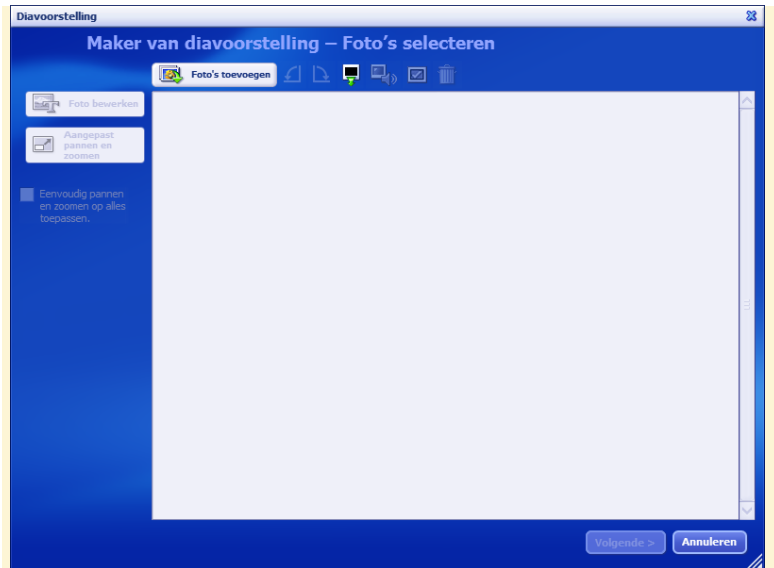 Diavoorstelling
Maker van diavoorstelling – Foto’s selecteren
Foto's toevoegen
Foto bewerken
Aangepast
pannen en
zoomen
Eenvoudig pannen
en zoomen op alles
toepassen.
Volgende >
Annuleren